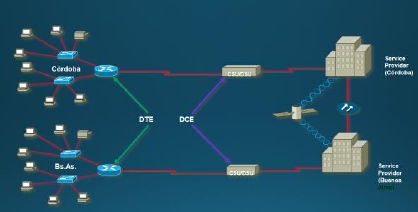 Service
Provider
(Córdoba)
Córdoba
CSU/DSU
DTE
DCE
Bs.As.
CSU/DSU
Service
Provider
(Buenos